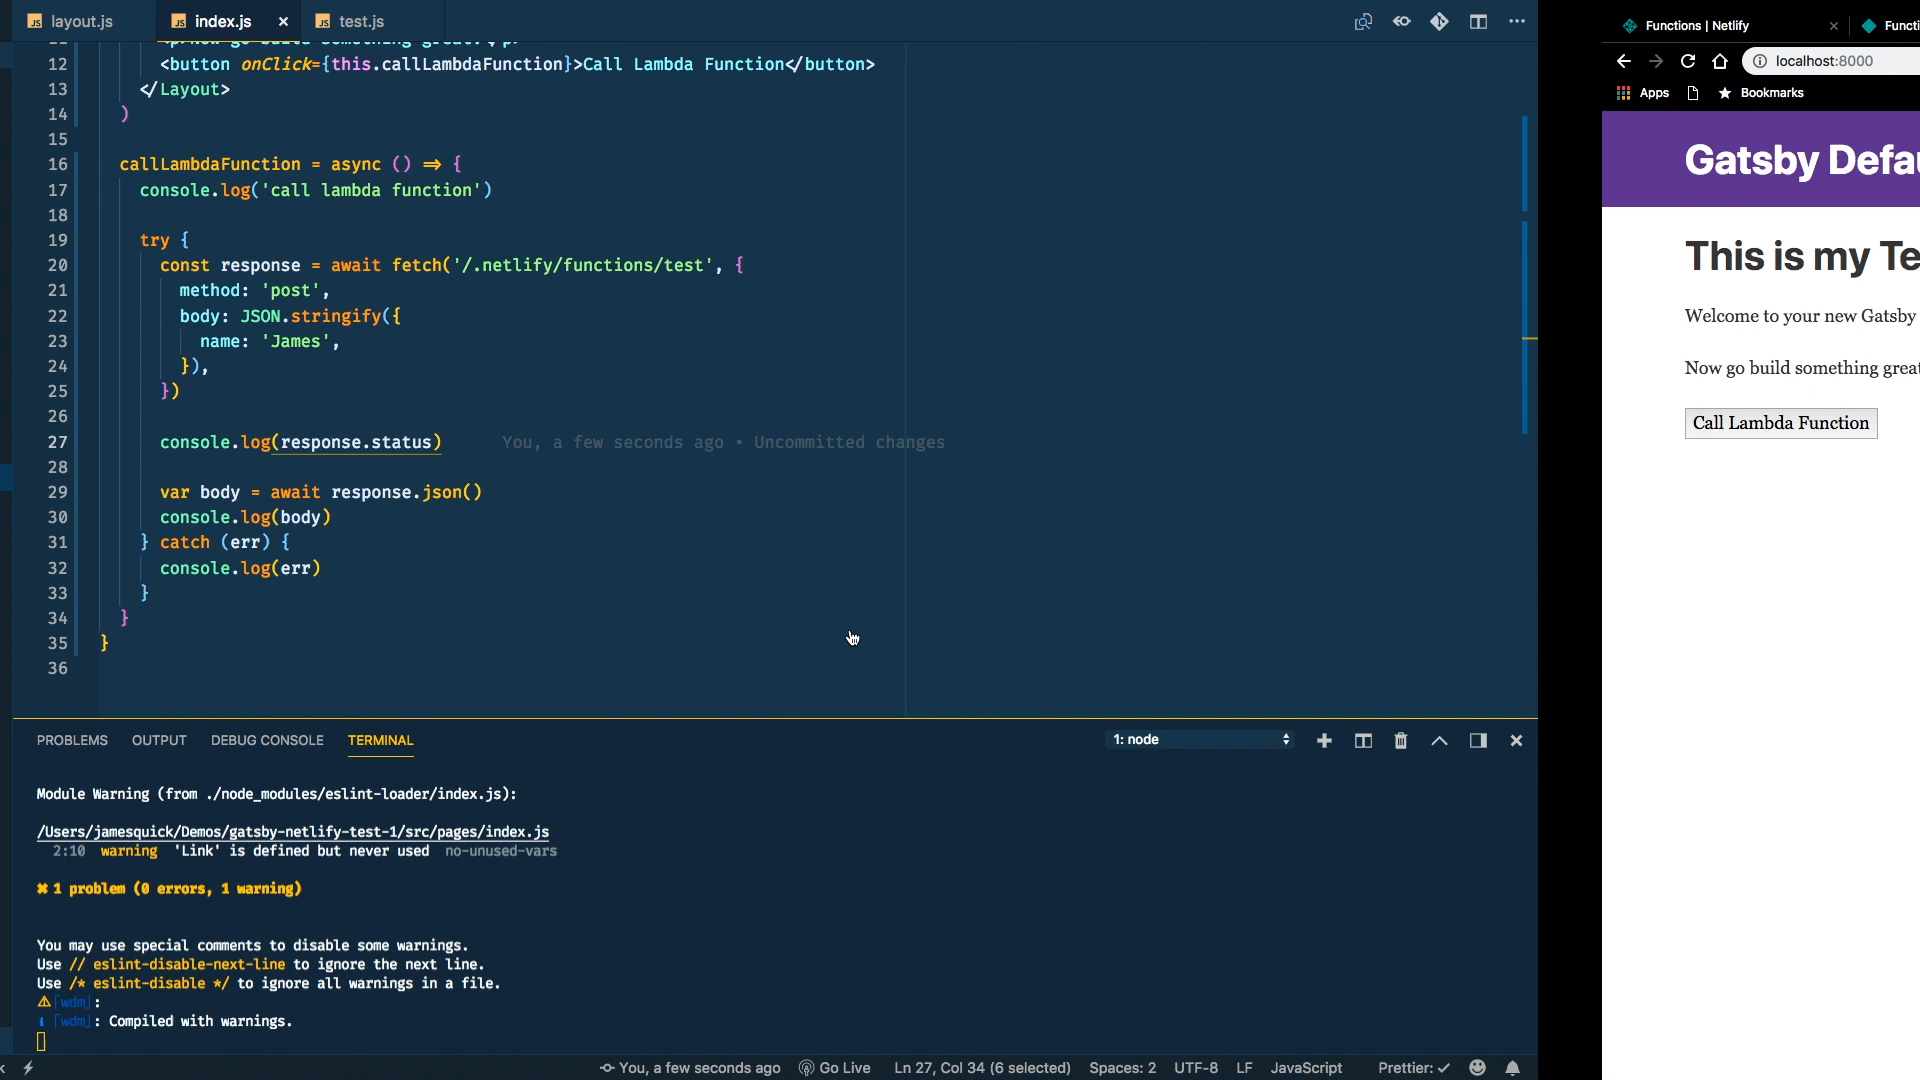 layout.js
index.js ×
test.js
11 <p>Now go build something great.</p>
12 <button onClick={this.callLambdaFunction}>Call Lambda Function</button>
13 </Layout>
14 )
15
16 callLambdaFunction = async () => {
17 console.log('call lambda function')
18
19 try {
20 const response = await fetch('/.netlify/functions/test', {
21 method: 'post',
22 body: JSON.stringify({
23 name: 'James',
24 }),
25 })
26
27 console.log(response.status) You, a few seconds ago • Uncommitted changes
28
29 var body = await response.json()
30 console.log(body)
31 } catch (err) {
32 console.log(err)
33 }
34 }
35 }
36
PROBLEMS OUTPUT DEBUG CONSOLE TERMINAL
1: node
Module Warning (from ./node_modules/eslint-loader/index.js):
/Users/jamesquick/Demos/gatsby-netlify-test-1/src/pages/index.js
2:10 warning 'Link' is defined but never used no-unused-vars
✖ 1 problem (0 errors, 1 warning)
You may use special comments to disable some warnings.
Use // eslint-disable-next-line to ignore the next line.
Use /* eslint-disable */ to ignore all warnings in a file.
⚠ ｢wdm｣:
ℹ ｢wdm｣: Compiled with warnings.
You, a few seconds ago Go Live Ln 27, Col 34 (6 selected) Spaces: 2 UTF-8 LF JavaScript Prettier: ✓
Functions | Netlify ×
Functi
localhost:8000
Apps
Bookmarks
Gatsby Defau
This is my Te
Welcome to your new Gatsby
Now go build something great
Call Lambda Function